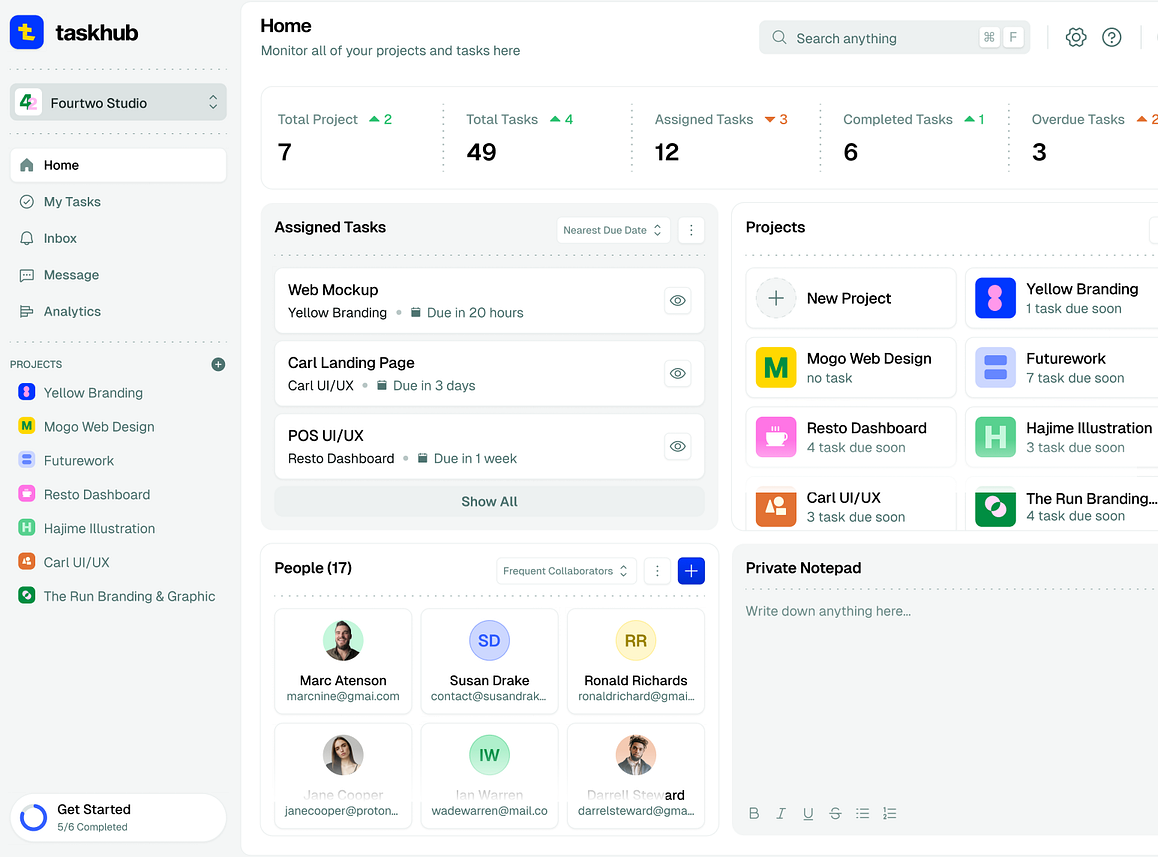 taskhub
Fourtwo Studio
Home
My Tasks
Inbox
Message
Analytics
PROJECTS
Yellow Branding
Mogo Web Design
Futurework
Resto Dashboard
Hajime Illustration
Carl UI/UX
The Run Branding & Graphic
Get Started
5/6 Completed
Home
Monitor all of your projects and tasks here
Search anything ⌘ F
Total Project 2
7
Total Tasks 4
49
Assigned Tasks 3
12
Completed Tasks 1
6
Overdue Tasks 2
3
Assigned Tasks
Nearest Due Date
Web Mockup
Yellow Branding • Due in 20 hours
Carl Landing Page
Carl UI/UX • Due in 3 days
POS UI/UX
Resto Dashboard • Due in 1 week
Show All
Projects
New Project
Yellow Branding
1 task due soon
M
Mogo Web Design
no task
Futurework
7 task due soon
Resto Dashboard
4 task due soon
H
Hajime Illustration
3 task due soon
Carl UI/UX
3 task due soon
The Run Branding...
4 task due soon
People (17)
Frequent Collaborators
Marc Atenson
marcnine@gmai.com
SD
Susan Drake
contact@susandrak...
RR
Ronald Richards
ronaldrichard@gmai...
Jane Cooper
janecooper@proton...
IW
Ian Warren
wadewarren@mail.co
Darrell Steward
darrelsteward@gma...
Private Notepad
Write down anything here...
B I U S